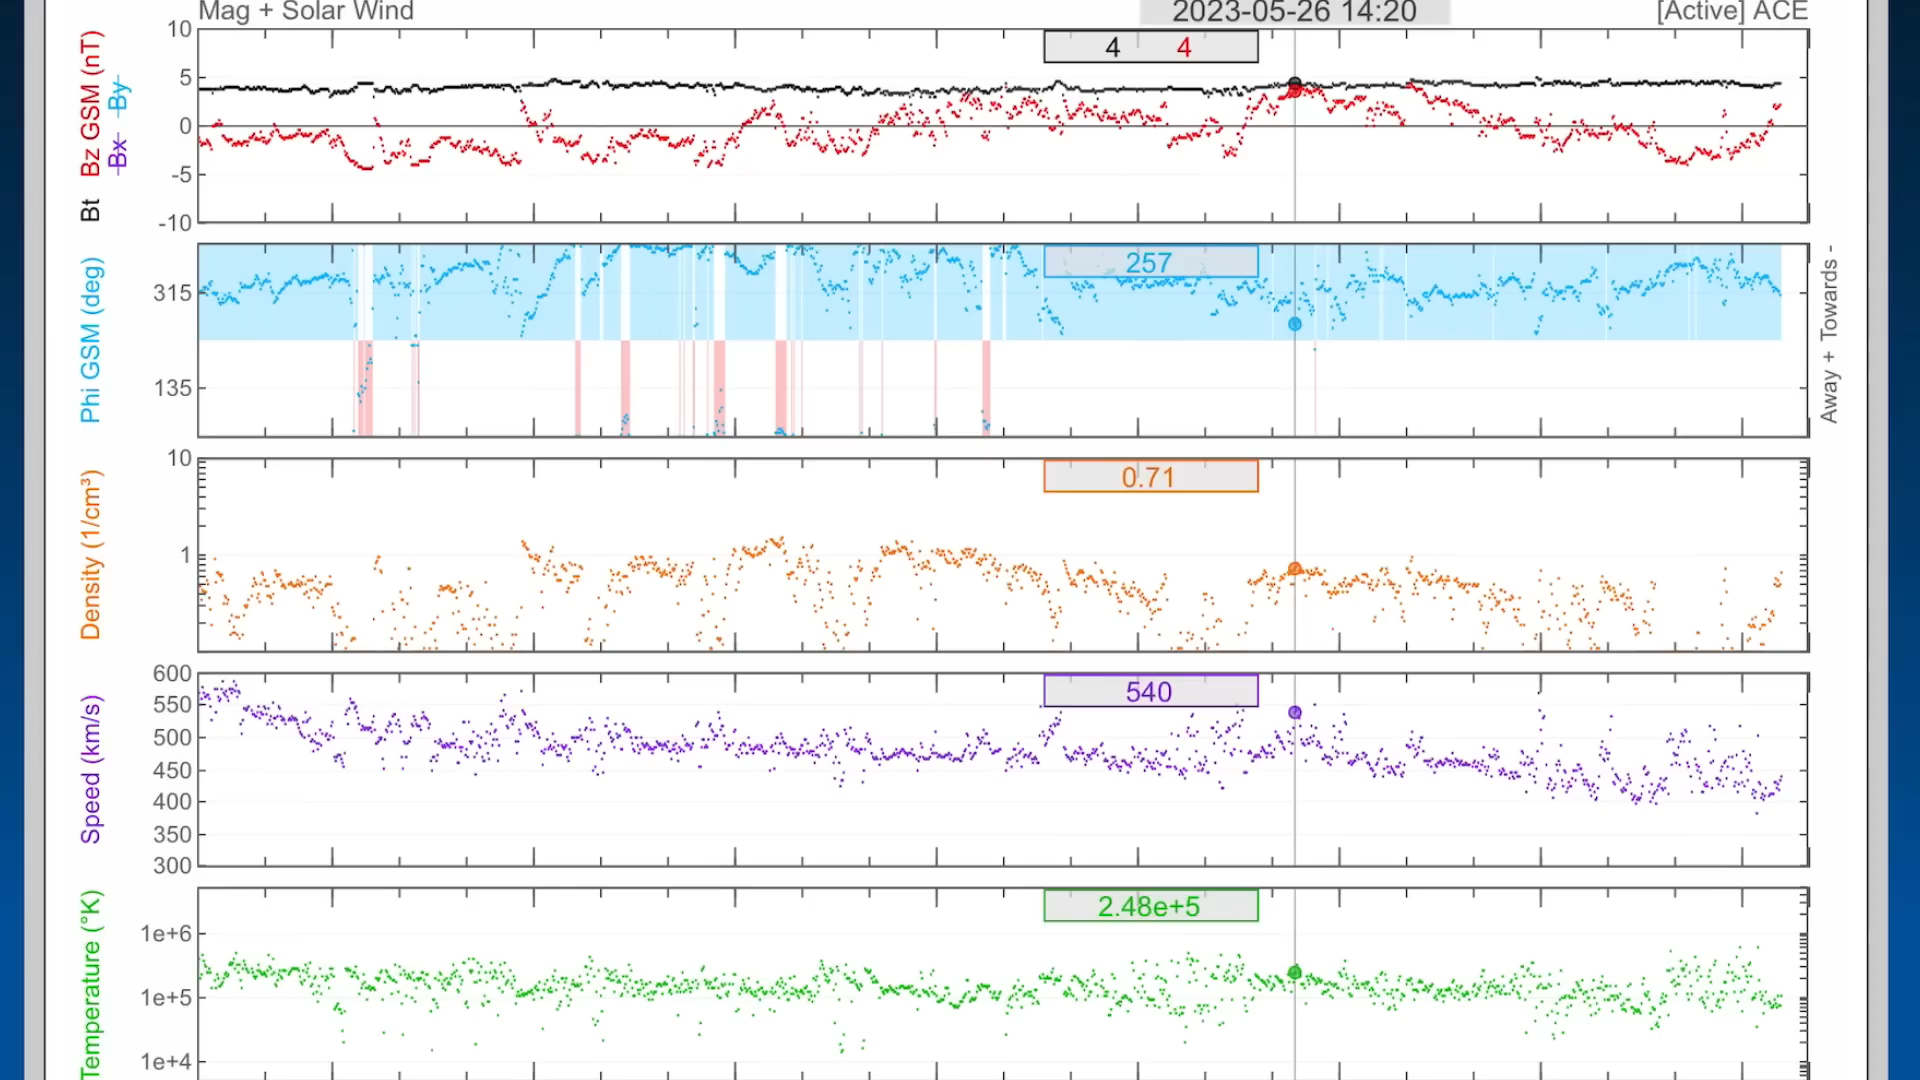 Mag + Solar Wind 2023-05-26 14:20 [Active] ACE
Bt Bz GSM (nT)
Bx By
10
5
0
-5
-10
4 4
Phi GSM (deg)
315
135
257
Away + Towards -
Density (1/cm³)
10
1
0.71
Speed (km/s)
600
550
500
450
400
350
300
540
Temperature (°K)
1e+6
1e+5
1e+4
2.48e+5